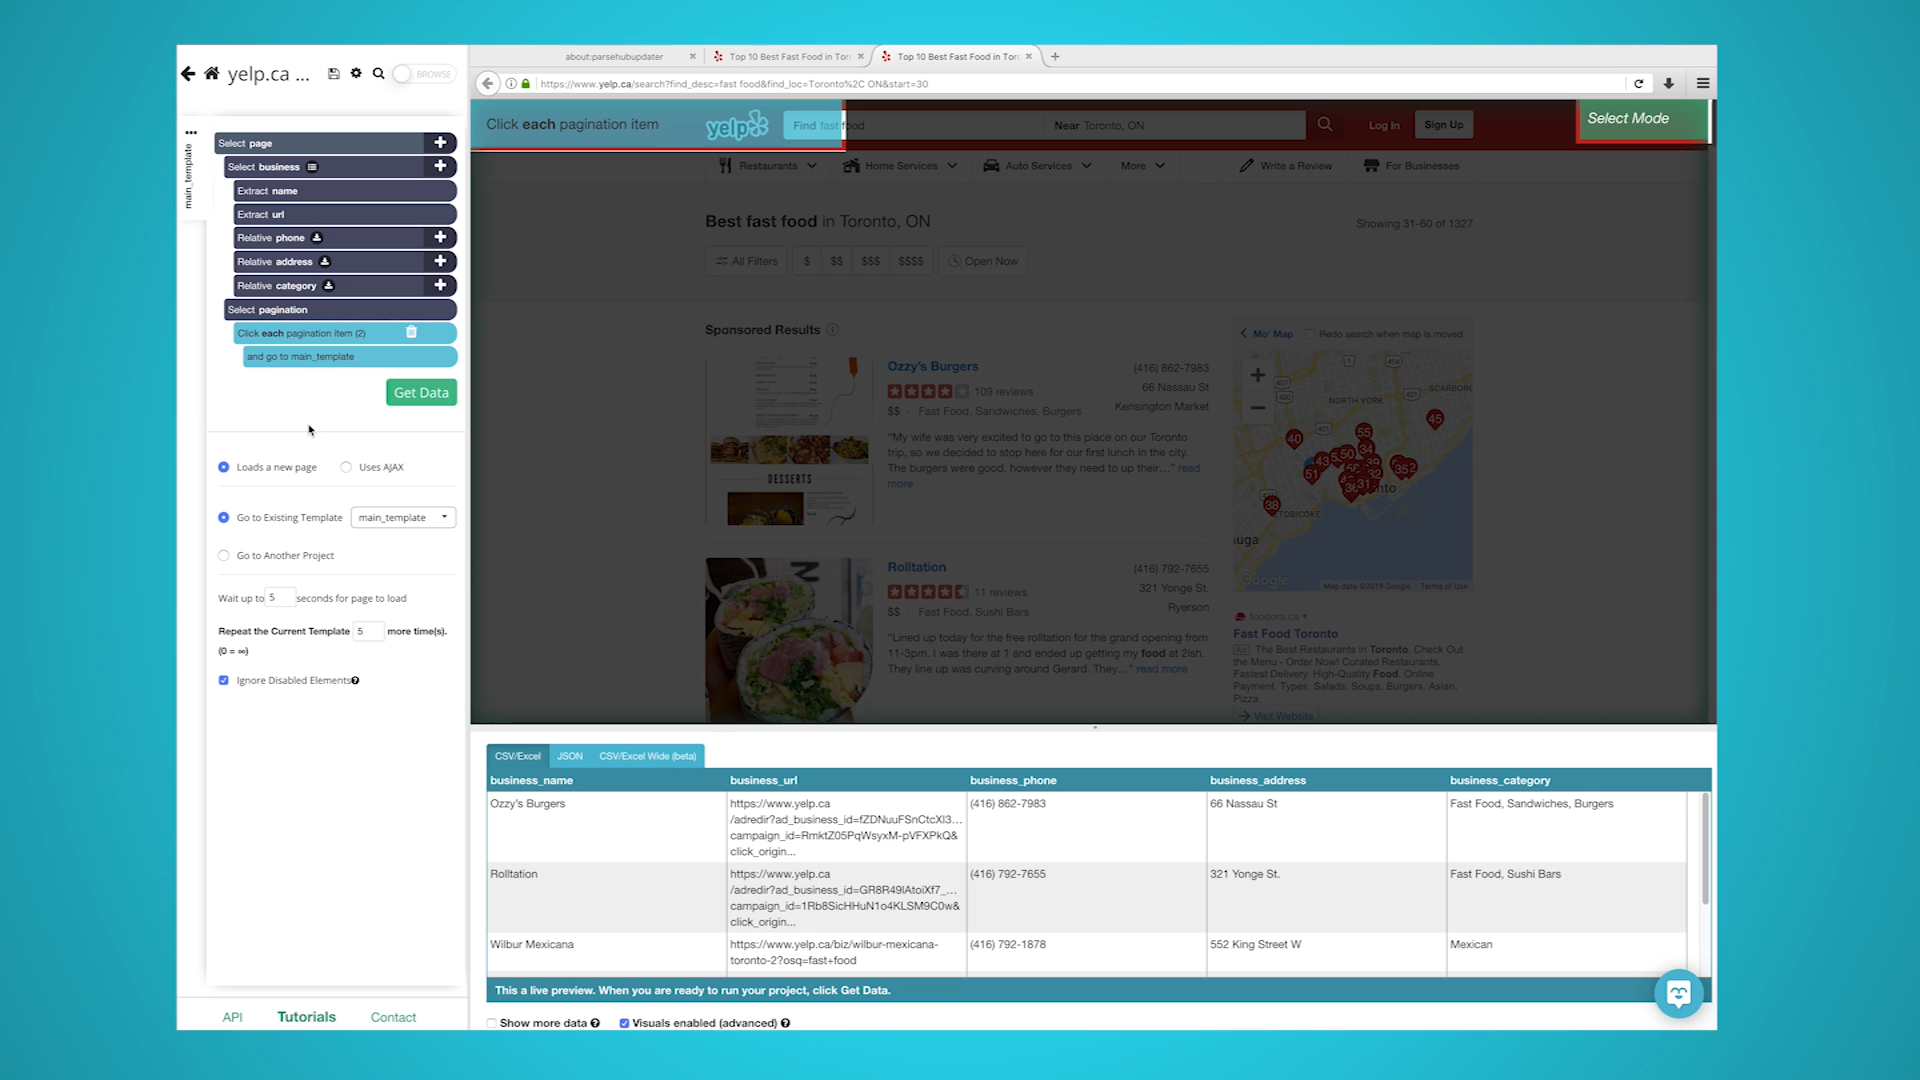 yelp.ca ...
BROWSE
main_template
Select page
Select business
Extract name
Extract url
Relative phone
Relative address
Relative category
Select pagination
Click each pagination item (2)
and go to main_template
Get Data
Loads a new page
Uses AJAX
Go to Existing Template
main_template
Go to Another Project
Wait up to 5 seconds for page to load
Repeat the Current Template 5 more time(s).
(0 = ∞)
Ignore Disabled Elements
API
Tutorials
Contact
about:parsehubupdater
Top 10 Best Fast Food in Tor
Top 10 Best Fast Food in Tor
https://www.yelp.ca/search?find_desc=fast food&find_loc=Toronto%2C ON&start=30
Click each pagination item
yelp
Find fast food
Near Toronto, ON
Log In
Sign Up
Select Mode
Restaurants
Home Services
Auto Services
More
Write a Review
For Businesses
Best fast food in Toronto, ON
Showing 31-60 of 1327
All Filters
$
$$
$$$
$$$$
Open Now
Sponsored Results
Ozzy's Burgers
(416) 862-7983
109 reviews
66 Nassau St
$$ · Fast Food, Sandwiches, Burgers
Kensington Market
"My wife was very excited to go to this place on our Toronto
trip, so we decided to stop here for our first lunch in the city.
The burgers were good, however they need to up their..." read
more
DESSERTS
Rolltation
(416) 792-7655
11 reviews
321 Yonge St.
$$ · Fast Food, Sushi Bars
Ryerson
"Lined up today for the free rolltation for the grand opening from
11-3pm. I was there at 1 and ended up getting my food at 2ish.
They line up was curving around Gerard. They..." read more
Mo' Map
Redo search when map is moved
NORTH YORK
SCARBORO
ETOBICOKE
Google
Map data ©2019 Google
Terms of Use
foodora.ca
Fast Food Toronto
Ad The Best Restaurants in Toronto. Check Out
the Menu - Order Now! Curated Restaurants.
Fastest Delivery. High-Quality Food. Online
Payment. Types: Salads, Soups, Burgers, Asian,
Pizza.
Visit Website
CSV/Excel
JSON
CSV/Excel Wide (beta)
business_name
business_url
business_phone
business_address
business_category
Ozzy's Burgers
https://www.yelp.ca
/adredir?ad_business_id=fZDNuuFSnCtcXl3...
campaign_id=RmktZ05PqWsyxM-pVFXPkQ&
click_origin...
(416) 862-7983
66 Nassau St
Fast Food, Sandwiches, Burgers
Rolltation
https://www.yelp.ca
/adredir?ad_business_id=GR8R49lAtoiXf7_...
campaign_id=1Rb8SicHHuN1o4KLSM9C0w&
click_origin...
(416) 792-7655
321 Yonge St.
Fast Food, Sushi Bars
Wilbur Mexicana
https://www.yelp.ca/biz/wilbur-mexicana-
toronto-2?osq=fast+food
(416) 792-1878
552 King Street W
Mexican
This a live preview. When you are ready to run your project, click Get Data.
Show more data
Visuals enabled (advanced)